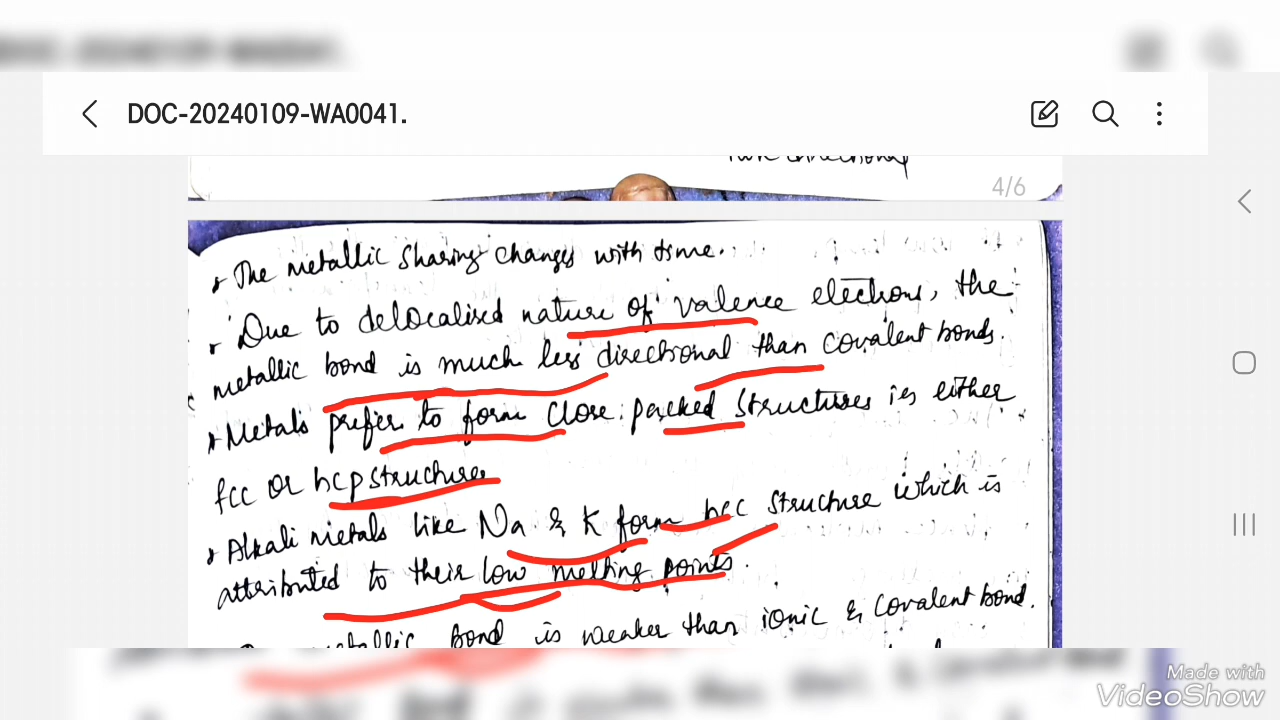 DOC-20240109-WA0041.
4/6
The metallic sharing changes with time.
Due to delocalised nature of valence electrons, the
metallic bond is much less directional than covalent bonds.
Metals prefer to form close packed structures ie either
fcc or hcp structures
Alkali metals like Na & K form bcc structure which is
attributed to their low melting points.
metallic bond is weaker than ionic & covalent bond.
Made with
VideoShow